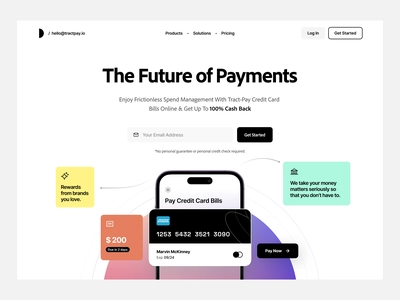 / hello@tractpay.io
Products • Solutions • Pricing
Log In
Get Started
The Future of Payments
Enjoy Frictionless Spend Management With Tract-Pay Credit Card
Bills Online & Get Up To 100% Cash Back
Your Email Address
Get Started
*No personal guarantee or personal credit check required.
Rewards
from brands
you love.
We take your money
matters seriously so
that you don't have to.
Pay Credit Card Bills
$ 200
Due in 2 days
1253 5432 3521 3090
Marvin McKinney
Exp. 09/24
Pay Now →